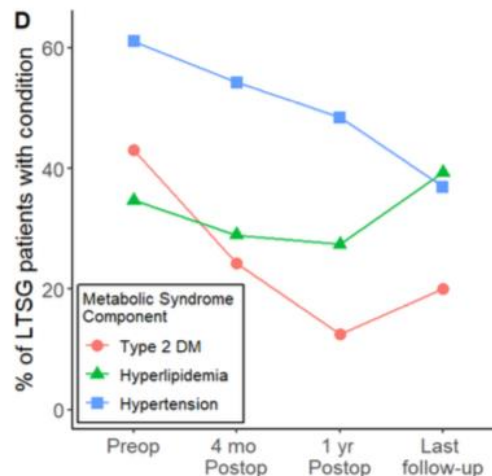 D
% of LTSG patients with condition
60
40
20
0
Metabolic Syndrome
Component
Type 2 DM
Hyperlipidemia
Hypertension
Preop
4 mo
Postop
1 yr
Postop
Last
follow-up